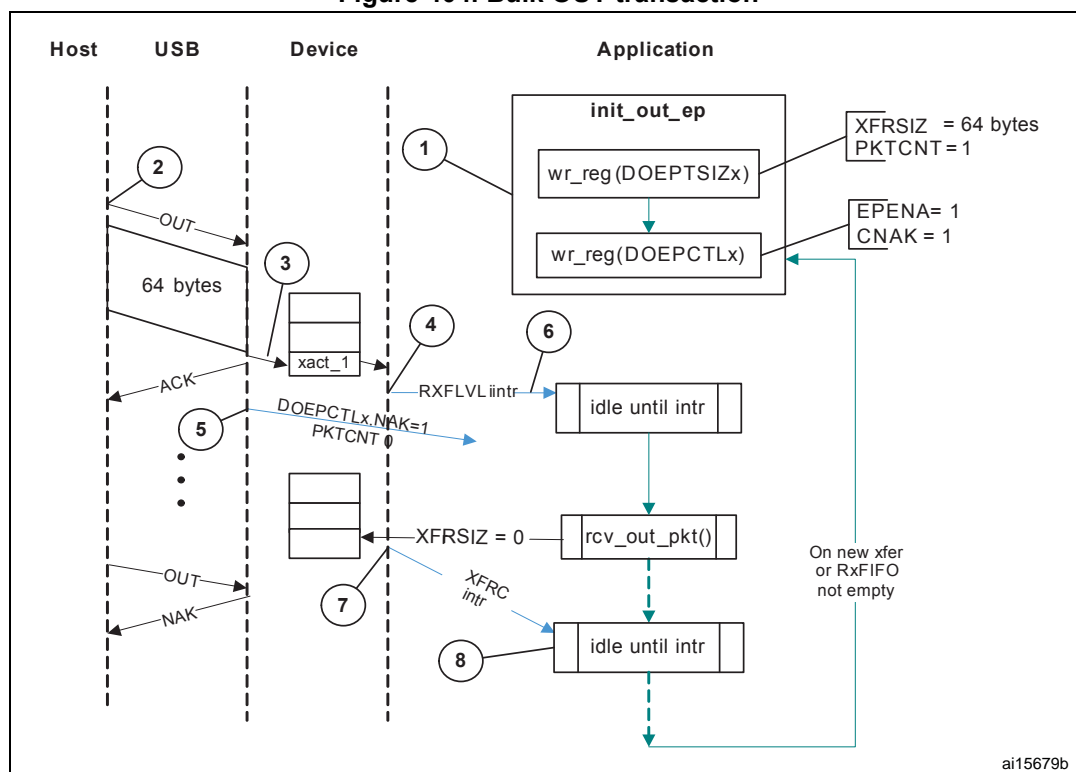 Figure Bulk OUT transaction
Host USB Device Application
init_out_ep
XFRSIZ = 64 bytes
PKTCNT = 1
1
wr_reg(DOEPTSIZx)
2
OUT
EPENA= 1
CNAK = 1
wr_reg(DOEPCTLx)
3
64 bytes
4
6
xact_1
RXFLVL iintr
ACK
idle until intr
DOEPCTLx.NAK=1
PKTCNT 0
5
XFRSIZ = 0
rcv_out_pkt()
On new xfer
or RxFIFO
not empty
OUT
XFRC
intr
7
NAK
idle until intr
8
ai15679b